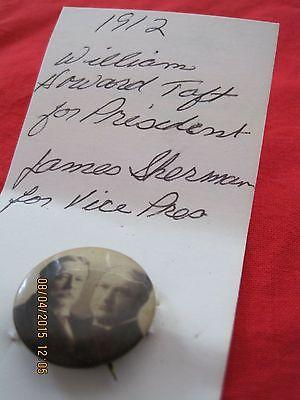 1912
William
Howard Taft
for President
James Sherman
for Vice Pres
08/04/2015 12:05